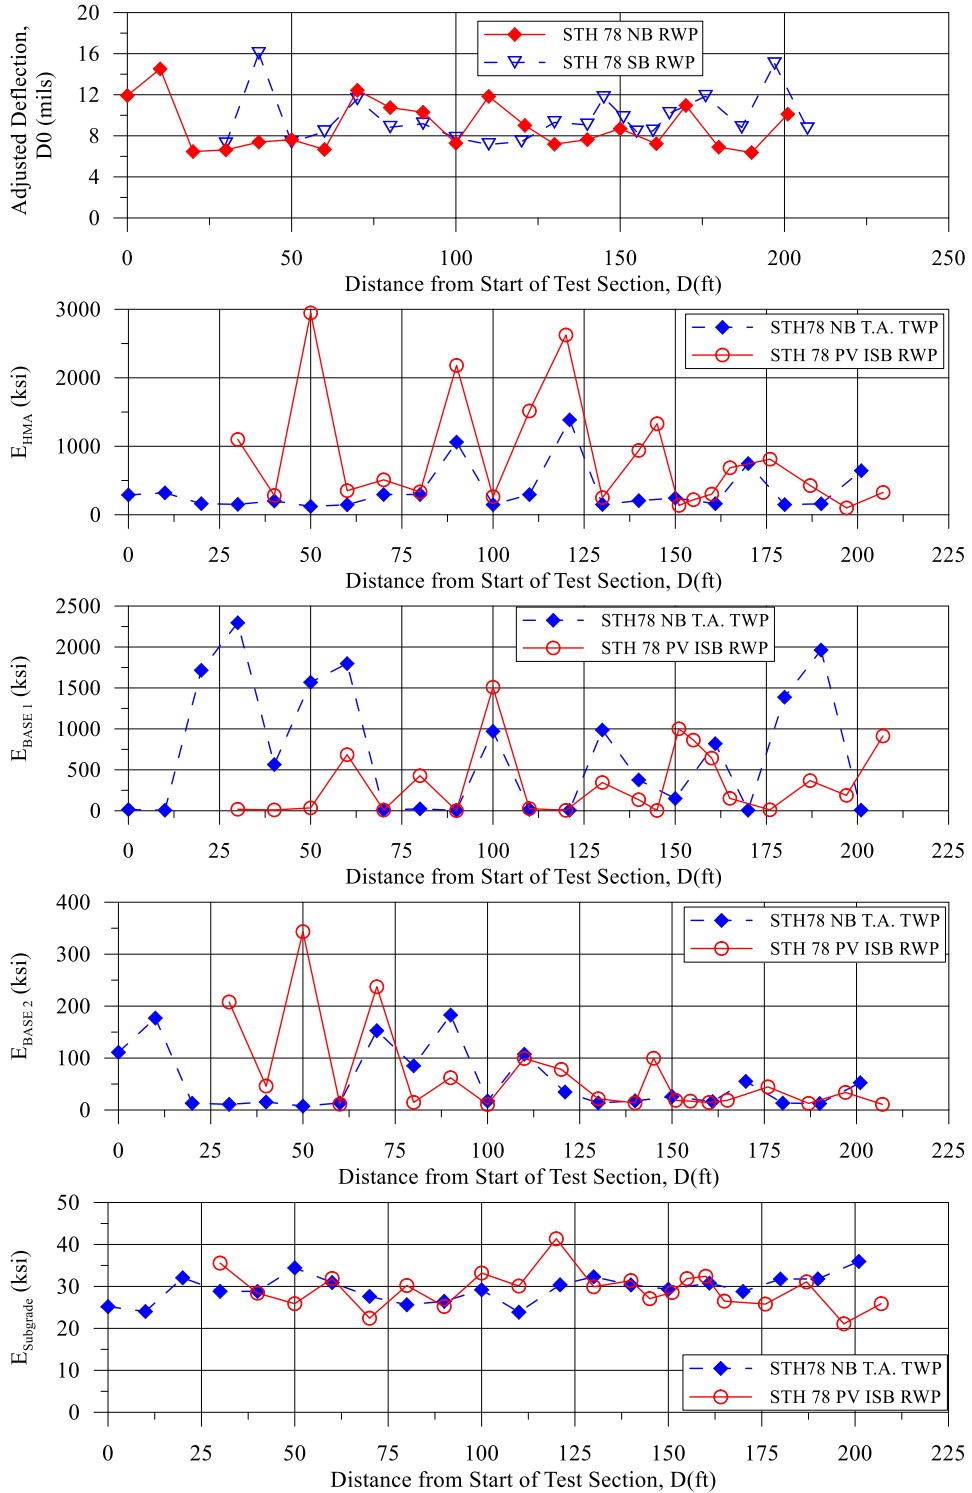 Adjusted Deflection,
D0 (mils)
20
16
12
8
4
0
STH 78 NB RWP
STH 78 SB RWP
0 50 100 150 200 250
Distance from Start of Test Section, D(ft)
E_HMA (ksi)
3000
2000
1000
0
STH78 NB T.A. TWP
STH 78 PV ISB RWP
0 25 50 75 100 125 150 175 200 225
Distance from Start of Test Section, D(ft)
E_BASE 1 (ksi)
2500
2000
1500
1000
500
0
STH78 NB T.A. TWP
STH 78 PV ISB RWP
0 25 50 75 100 125 150 175 200 225
Distance from Start of Test Section, D(ft)
E_BASE 2 (ksi)
400
300
200
100
0
STH78 NB T.A. TWP
STH 78 PV ISB RWP
0 25 50 75 100 125 150 175 200 225
Distance from Start of Test Section, D(ft)
E_Subgrade (ksi)
50
40
30
20
10
0
STH78 NB T.A. TWP
STH 78 PV ISB RWP
0 25 50 75 100 125 150 175 200 225
Distance from Start of Test Section, D(ft)